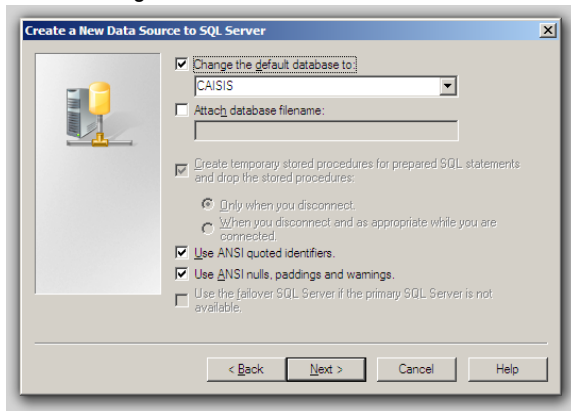 Create a New Data Source to SQL Server
Change the default database to:
CAISIS
Attach database filename:
Create temporary stored procedures for prepared SQL statements
and drop the stored procedures:
Only when you disconnect.
When you disconnect and as appropriate while you are
connected.
Use ANSI quoted identifiers.
Use ANSI nulls, paddings and warnings.
Use the failover SQL Server if the primary SQL Server is not
available.
< Back Next > Cancel Help